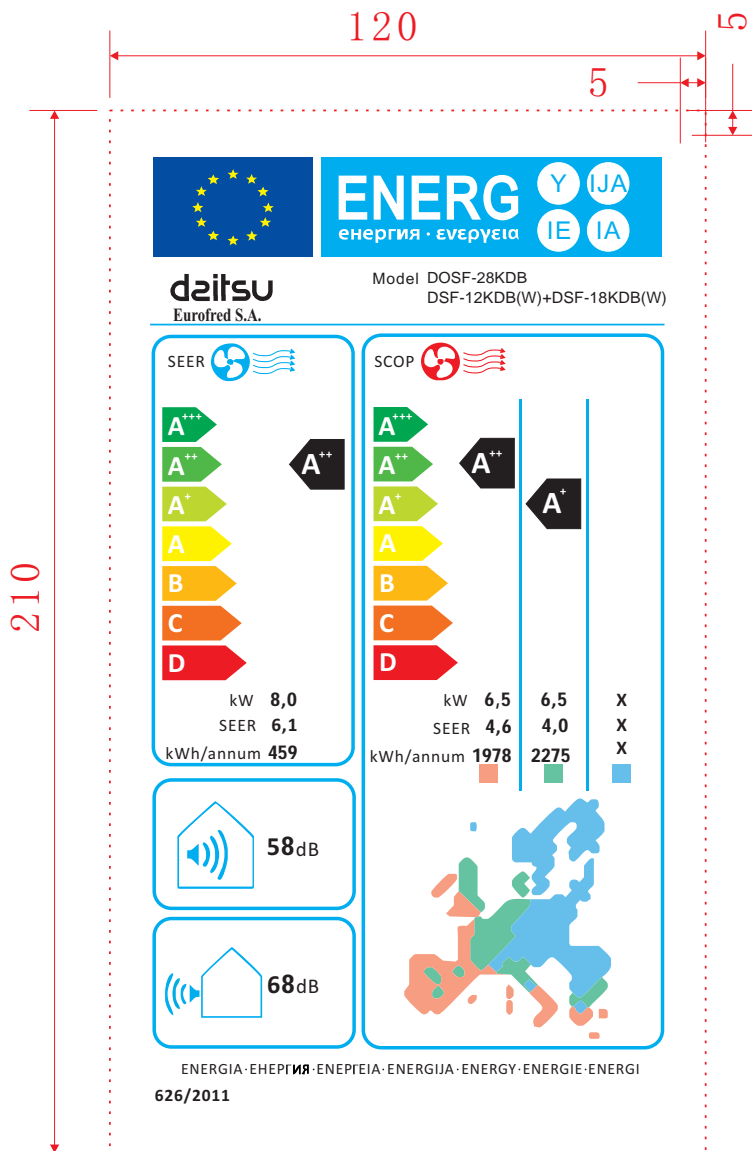 120
5
5
210
ENERG
енергия · ενεργεια
Y IJA
IE IA
daitsu
Eurofred S.A.
Model DOSF-28KDB
DSF-12KDB(W)+DSF-18KDB(W)
SEER
A+++
A++
A+
A
B
C
D
A++
kW 8,0
SEER 6,1
kWh/annum 459
SCOP
A+++
A++
A+
A
B
C
D
A++
A+
kW 6,5 6,5 X
SEER 4,6 4,0 X
kWh/annum 1978 2275 X
58dB
68dB
ENERGIA·ЕНЕРГИЯ·ΕΝΕΡΓΕΙΑ·ENERGIJA·ENERGY·ENERGIE·ENERGI
626/2011